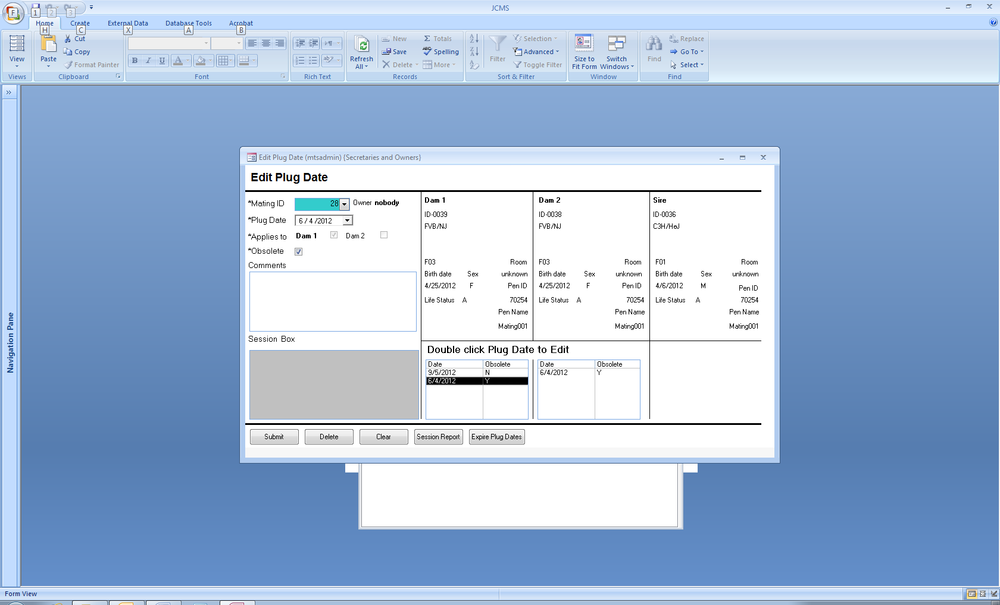 JCMS
F
1
2
3
Home
Create
External Data
Database Tools
Acrobat
H
C
X
A
B
View
Views
Paste
Cut
Copy
Format Painter
Clipboard
B I U A
Font
ab
Rich Text
Refresh All
New
Save
Delete
Totals
Spelling
More
Records
Filter
Selection
Advanced
Toggle Filter
Sort & Filter
Size to Fit Form
Switch Windows
Window
Find
Replace
Go To
Select
Find
Navigation Pane
Edit Plug Date (mtsadmin) {Secretaries and Owners}
Edit Plug Date
*Mating ID 28 Owner nobody
*Plug Date 6 / 4 /2012
*Applies to Dam 1 Dam 2
*Obsolete
Comments
Session Box
Dam 1
ID-0039
FVB/NJ
F03 Room
Birth date Sex unknown
4/25/2012 F Pen ID
Life Status A 70254
Pen Name
Mating001
Dam 2
ID-0038
FVB/NJ
F03 Room
Birth date Sex unknown
4/25/2012 F Pen ID
Life Status A 70254
Pen Name
Mating001
Sire
ID-0036
C3H/HeJ
F01 Room
Birth date Sex unknown
4/6/2012 M Pen ID
Life Status A 70254
Pen Name
Mating001
Double click Plug Date to Edit
Date Obsolete
9/5/2012 N
6/4/2012 Y
Date Obsolete
6/4/2012 Y
Submit
Delete
Clear
Session Report
Expire Plug Dates
Form View